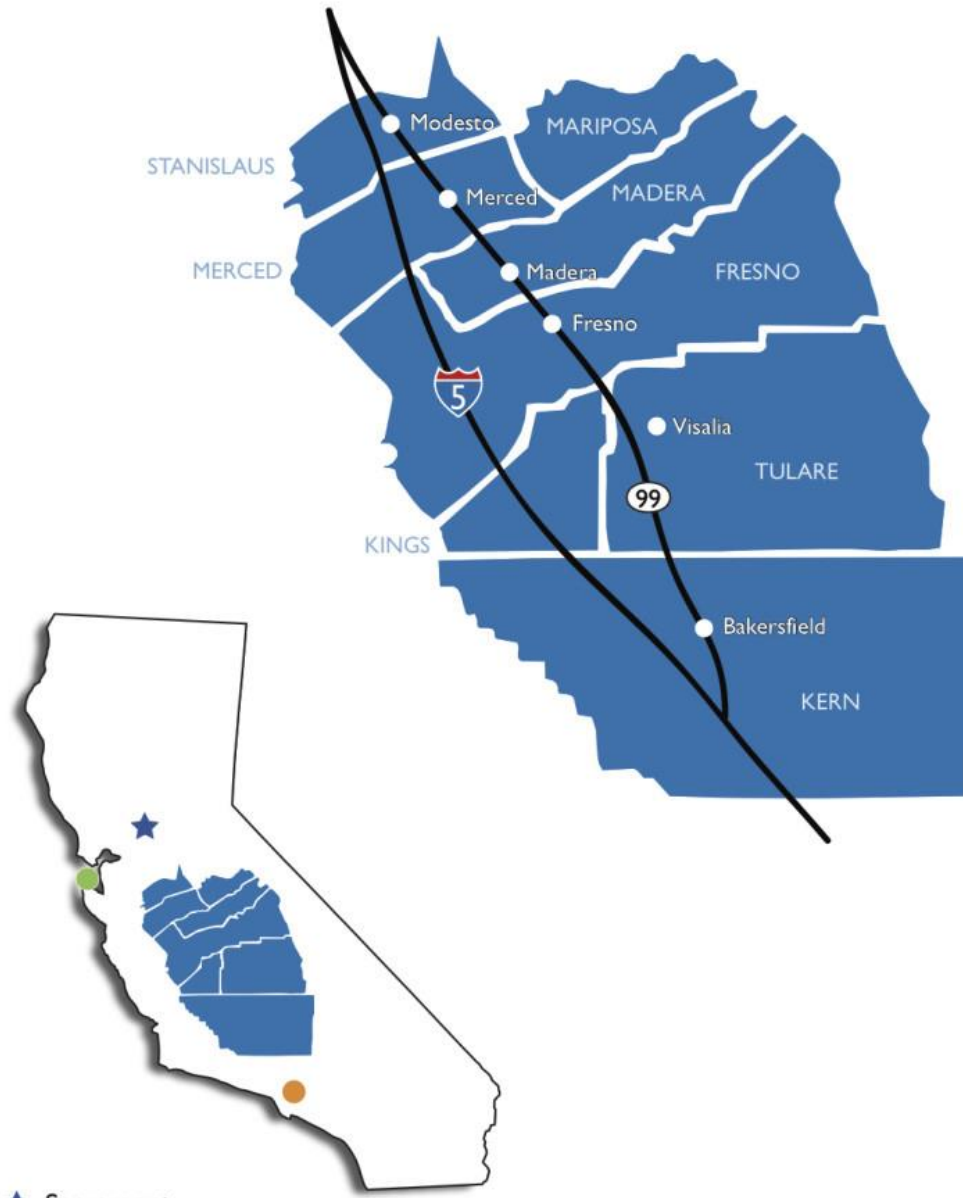 Modesto
MARIPOSA
STANISLAUS
Merced
MADERA
MERCED
Madera
FRESNO
Fresno
5
Visalia
TULARE
99
KINGS
Bakersfield
KERN